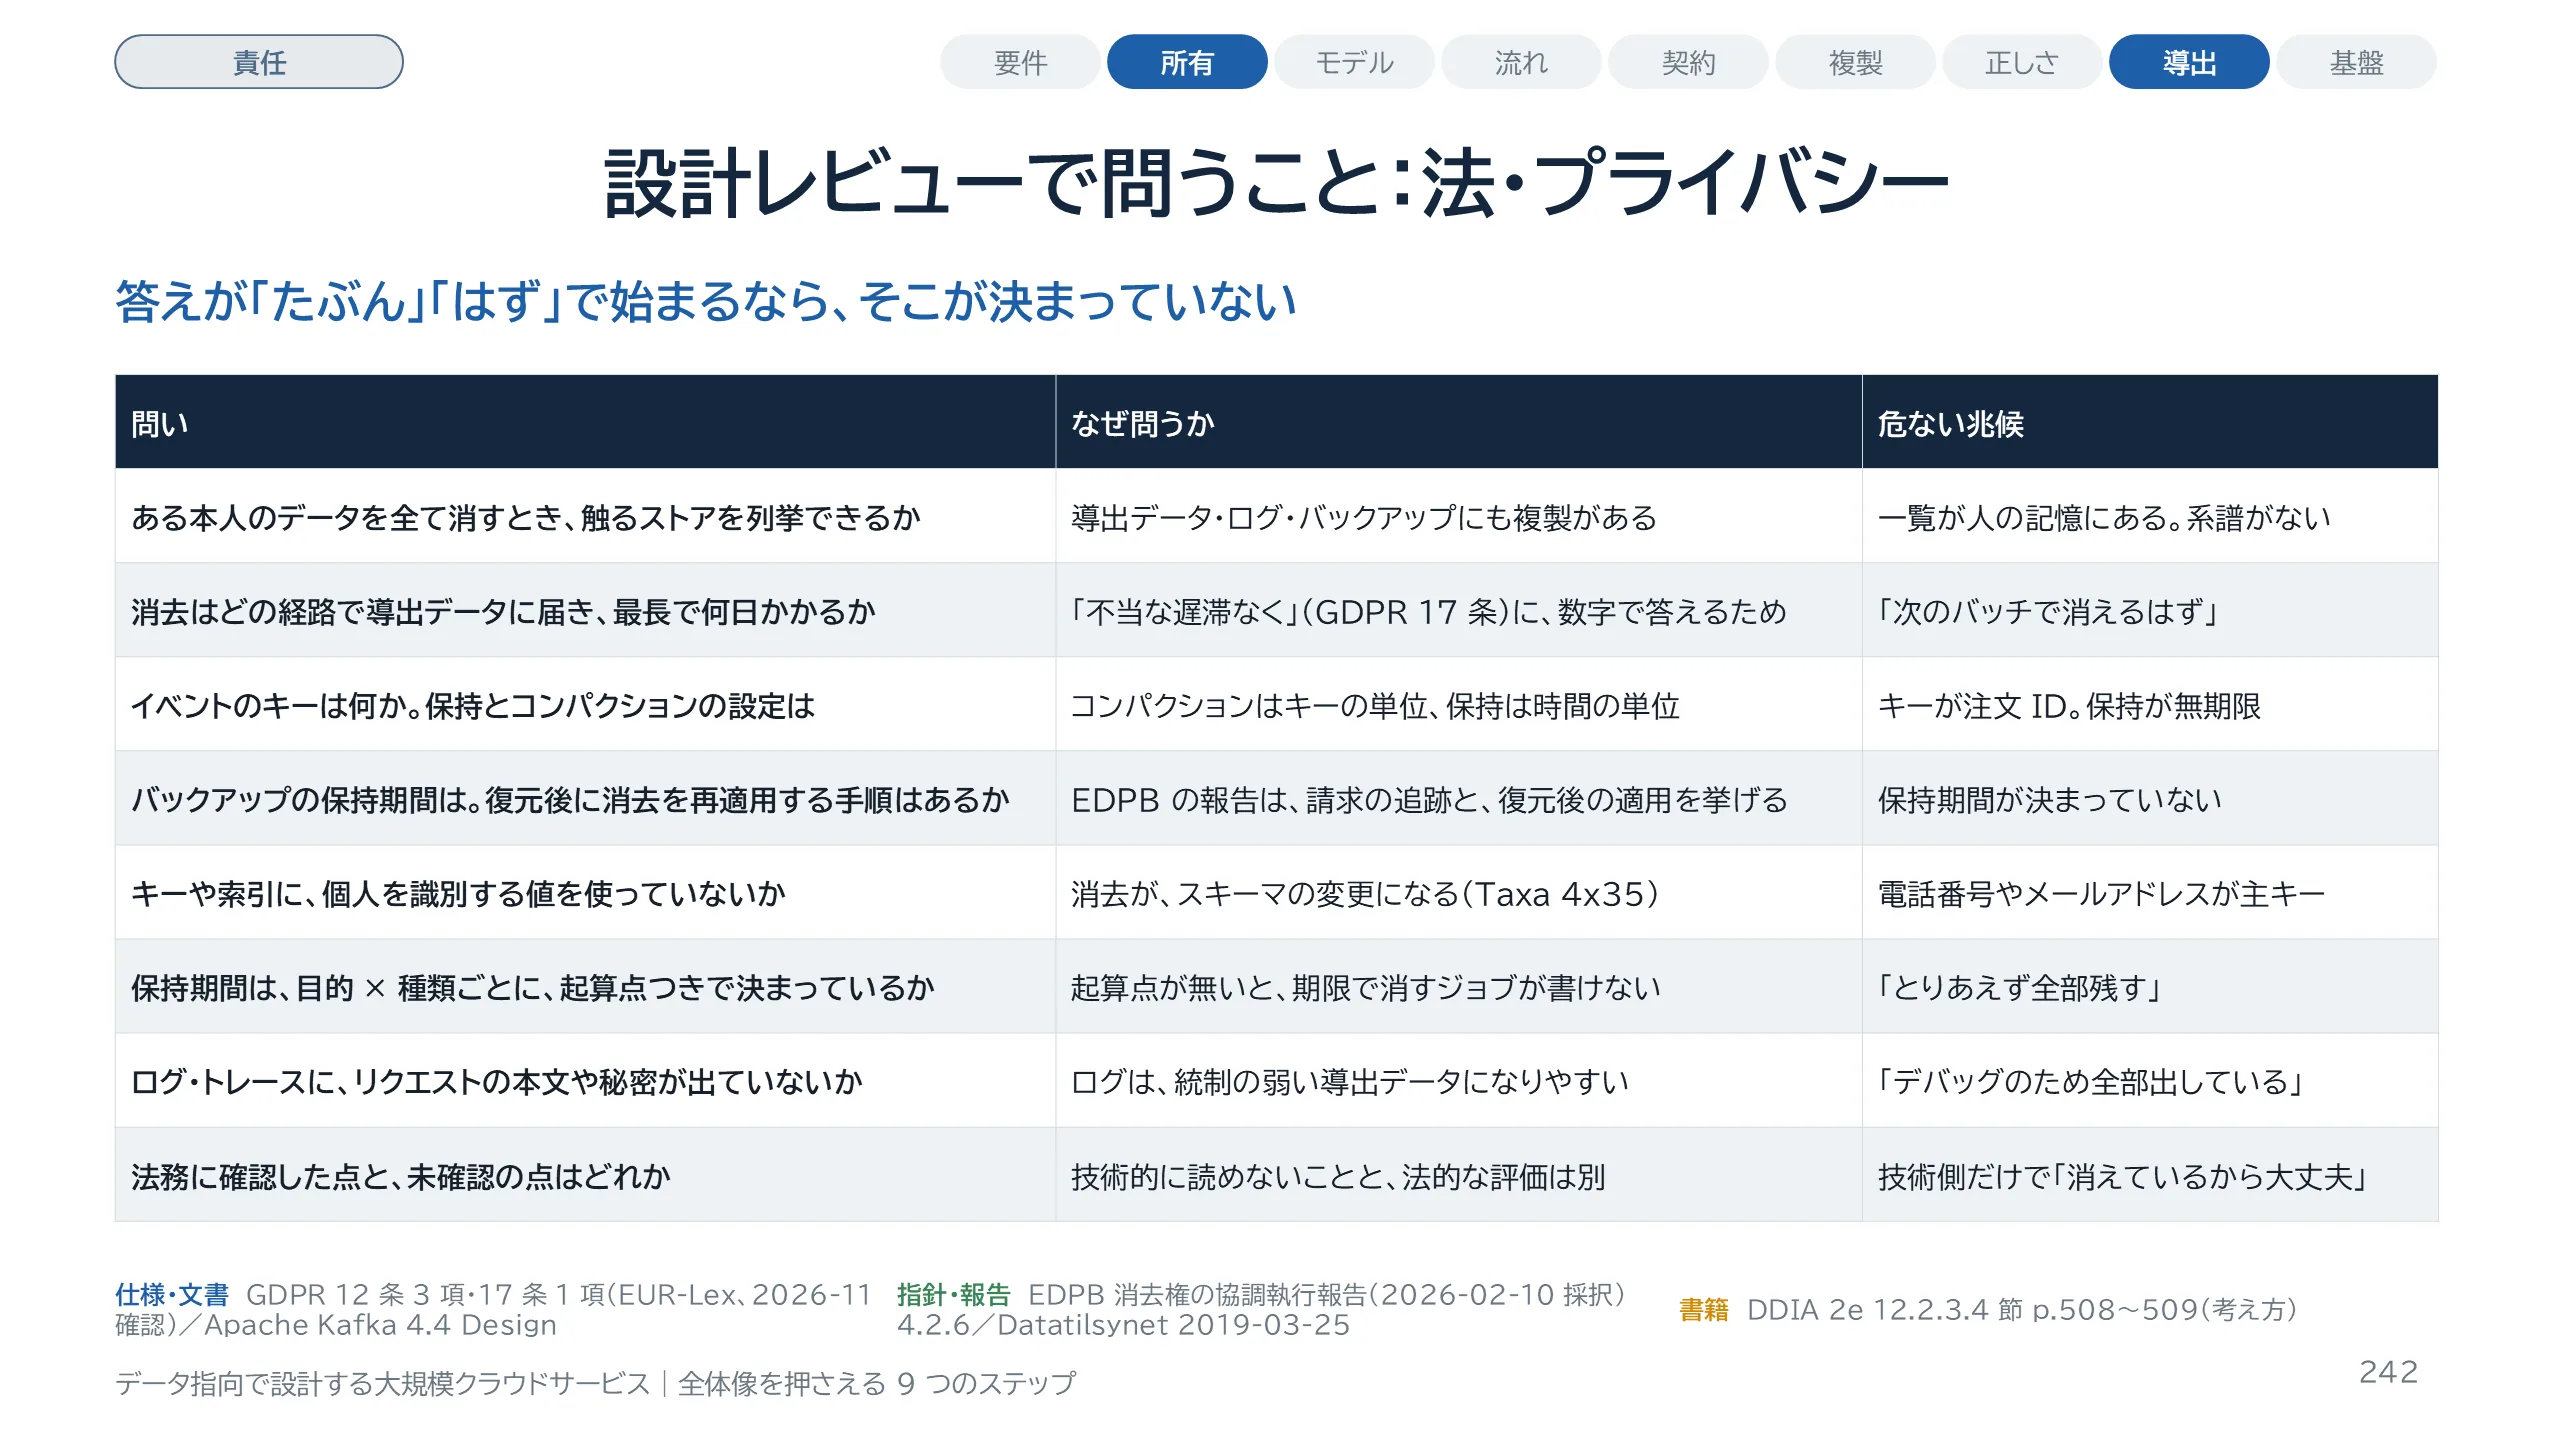 責任
要件 所有 モデル 流れ 契約 複製 正しさ 導出 基盤
設計レビューで問うこと：法・プライバシー
答えが「たぶん」「はず」で始まるなら、そこが決まっていない
問い なぜ問うか 危ない兆候
ある本人のデータを全て消すとき、触るストアを列挙できるか 導出データ・ログ・バックアップにも複製がある 一覧が人の記憶にある。系譜がない
消去はどの経路で導出データに届き、最長で何日かかるか 「不当な遅滞なく」（GDPR 17 条）に、数字で答えるため 「次のバッチで消えるはず」
イベントのキーは何か。保持とコンパクションの設定は コンパクションはキーの単位、保持は時間の単位 キーが注文 ID。保持が無期限
バックアップの保持期間は。復元後に消去を再適用する手順はあるか EDPB の報告は、請求の追跡と、復元後の適用を挙げる 保持期間が決まっていない
キーや索引に、個人を識別する値を使っていないか 消去が、スキーマの変更になる（Taxa 4x35） 電話番号やメールアドレスが主キー
保持期間は、目的 × 種類ごとに、起算点つきで決まっているか 起算点が無いと、期限で消すジョブが書けない 「とりあえず全部残す」
ログ・トレースに、リクエストの本文や秘密が出ていないか ログは、統制の弱い導出データになりやすい 「デバッグのため全部出している」
法務に確認した点と、未確認の点はどれか 技術的に読めないことと、法的な評価は別 技術側だけで「消えているから大丈夫」
仕様・文書 GDPR 12 条 3 項・17 条 1 項（EUR-Lex、2026-11
確認）／Apache Kafka 4.4 Design
指針・報告 EDPB 消去権の協調執行報告（2026-02-10 採択）
4.2.6／Datatilsynet 2019-03-25
書籍 DDIA 2e 12.2.3.4 節 p.508〜509（考え方）
データ指向で設計する大規模クラウドサービス｜全体像を押さえる 9 つのステップ
242